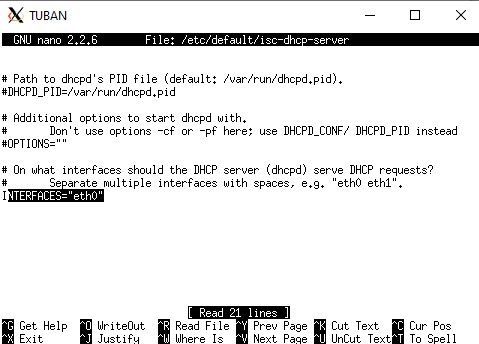 TUBAN
GNU nano 2.2.6 File: /etc/default/isc-dhcp-server
# Path to dhcpd's PID file (default: /var/run/dhcpd.pid).
#DHCPD_PID=/var/run/dhcpd.pid
# Additional options to start dhcpd with.
# Don't use options -cf or -pf here; use DHCPD_CONF/ DHCPD_PID instead
#OPTIONS=""
# On what interfaces should the DHCP server (dhcpd) serve DHCP requests?
# Separate multiple interfaces with spaces, e.g. "eth0 eth1".
INTERFACES="eth0"
[ Read 21 lines ]
^G Get Help ^O WriteOut ^R Read File ^Y Prev Page ^K Cut Text ^C Cur Pos
^X Exit ^J Justify ^W Where Is ^V Next Page ^U UnCut Text ^T To Spell